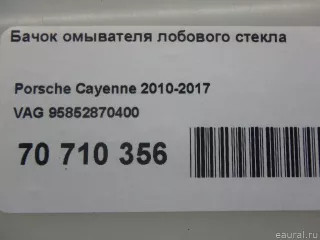 Бачок омывателя лобового стекла
Porsche Cayenne 2010-2017
VAG 95852870400
70 710 356
eaural.ru